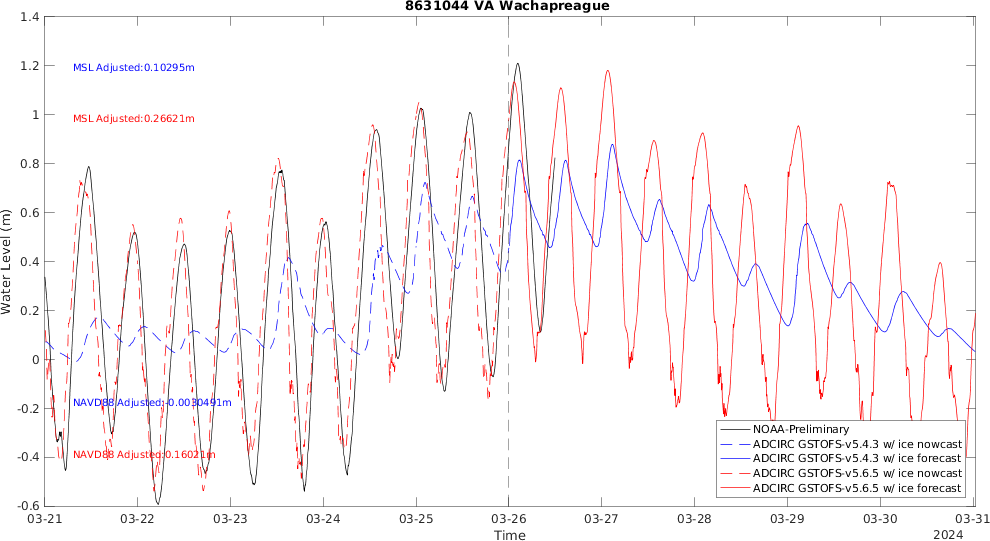 8631044 VA Wachapreague
1.4
1.2
1
0.8
0.6
0.4
0.2
0
-0.2
-0.4
-0.6
Water Level (m)
MSL Adjusted:0.10295m
MSL Adjusted:0.26621m
NAVD88 Adjusted:-0.0030491m
NAVD88 Adjusted:0.16021m
NOAA-Preliminary
ADCIRC GSTOFS-v5.4.3 w/ ice nowcast
ADCIRC GSTOFS-v5.4.3 w/ ice forecast
ADCIRC GSTOFS-v5.6.5 w/ ice nowcast
ADCIRC GSTOFS-v5.6.5 w/ ice forecast
03-21 03-22 03-23 03-24 03-25 03-26 03-27 03-28 03-29 03-30 03-31
Time
2024